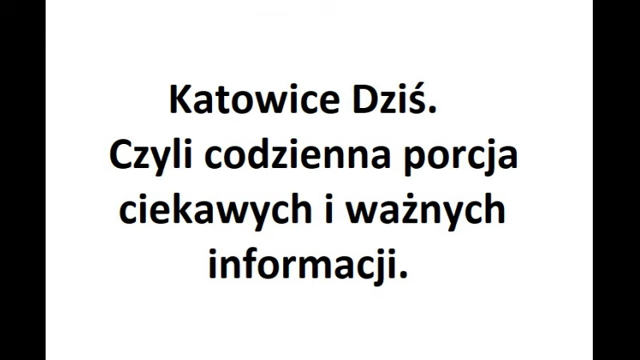 Katowice Dziś.
Czyli codzienna porcja
ciekawych i ważnych
informacji.